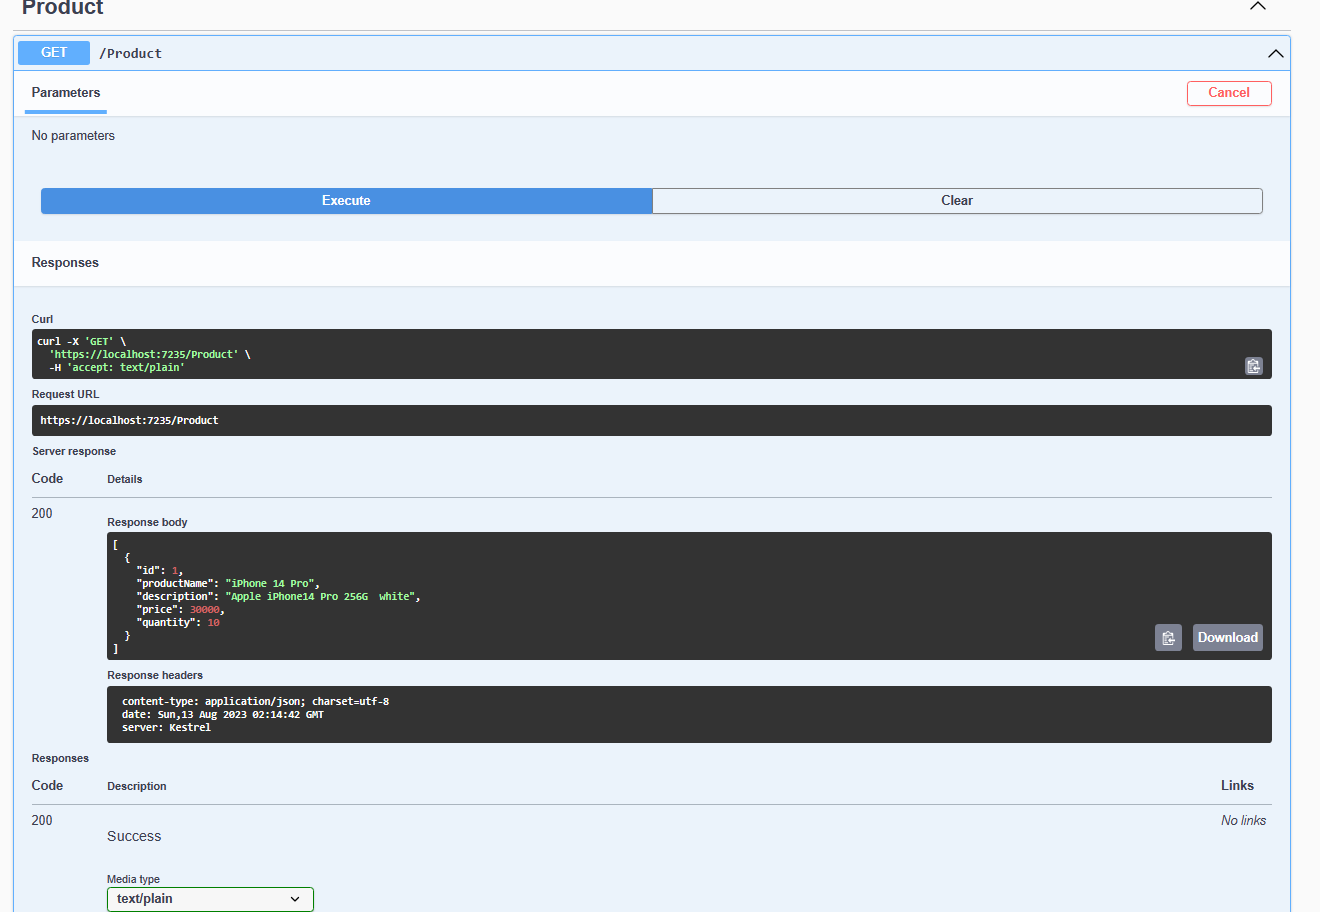 Product
GET /Product
Parameters
Cancel
No parameters
Execute
Clear
Responses
Curl
curl -X 'GET' \
  'https://localhost:7235/Product' \
  -H 'accept: text/plain'
Request URL
https://localhost:7235/Product
Server response
Code Details
200
Response body
[
  {
    "id": 1,
    "productName": "iPhone 14 Pro",
    "description": "Apple iPhone14 Pro 256G  white",
    "price": 30000,
    "quantity": 10
  }
]
Download
Response headers
content-type: application/json; charset=utf-8
date: Sun,13 Aug 2023 02:14:42 GMT
server: Kestrel
Responses
Code Description Links
200 No links
Success
Media type
text/plain